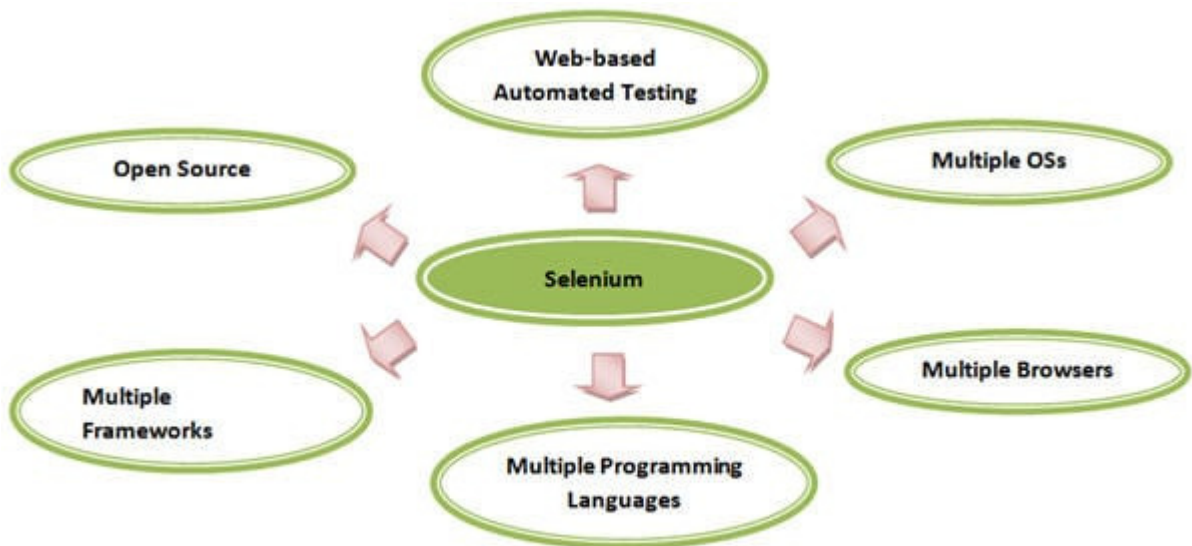 Web-based
Automated Testing
Open Source
Multiple OSs
Selenium
Multiple
Frameworks
Multiple Browsers
Multiple Programming
Languages